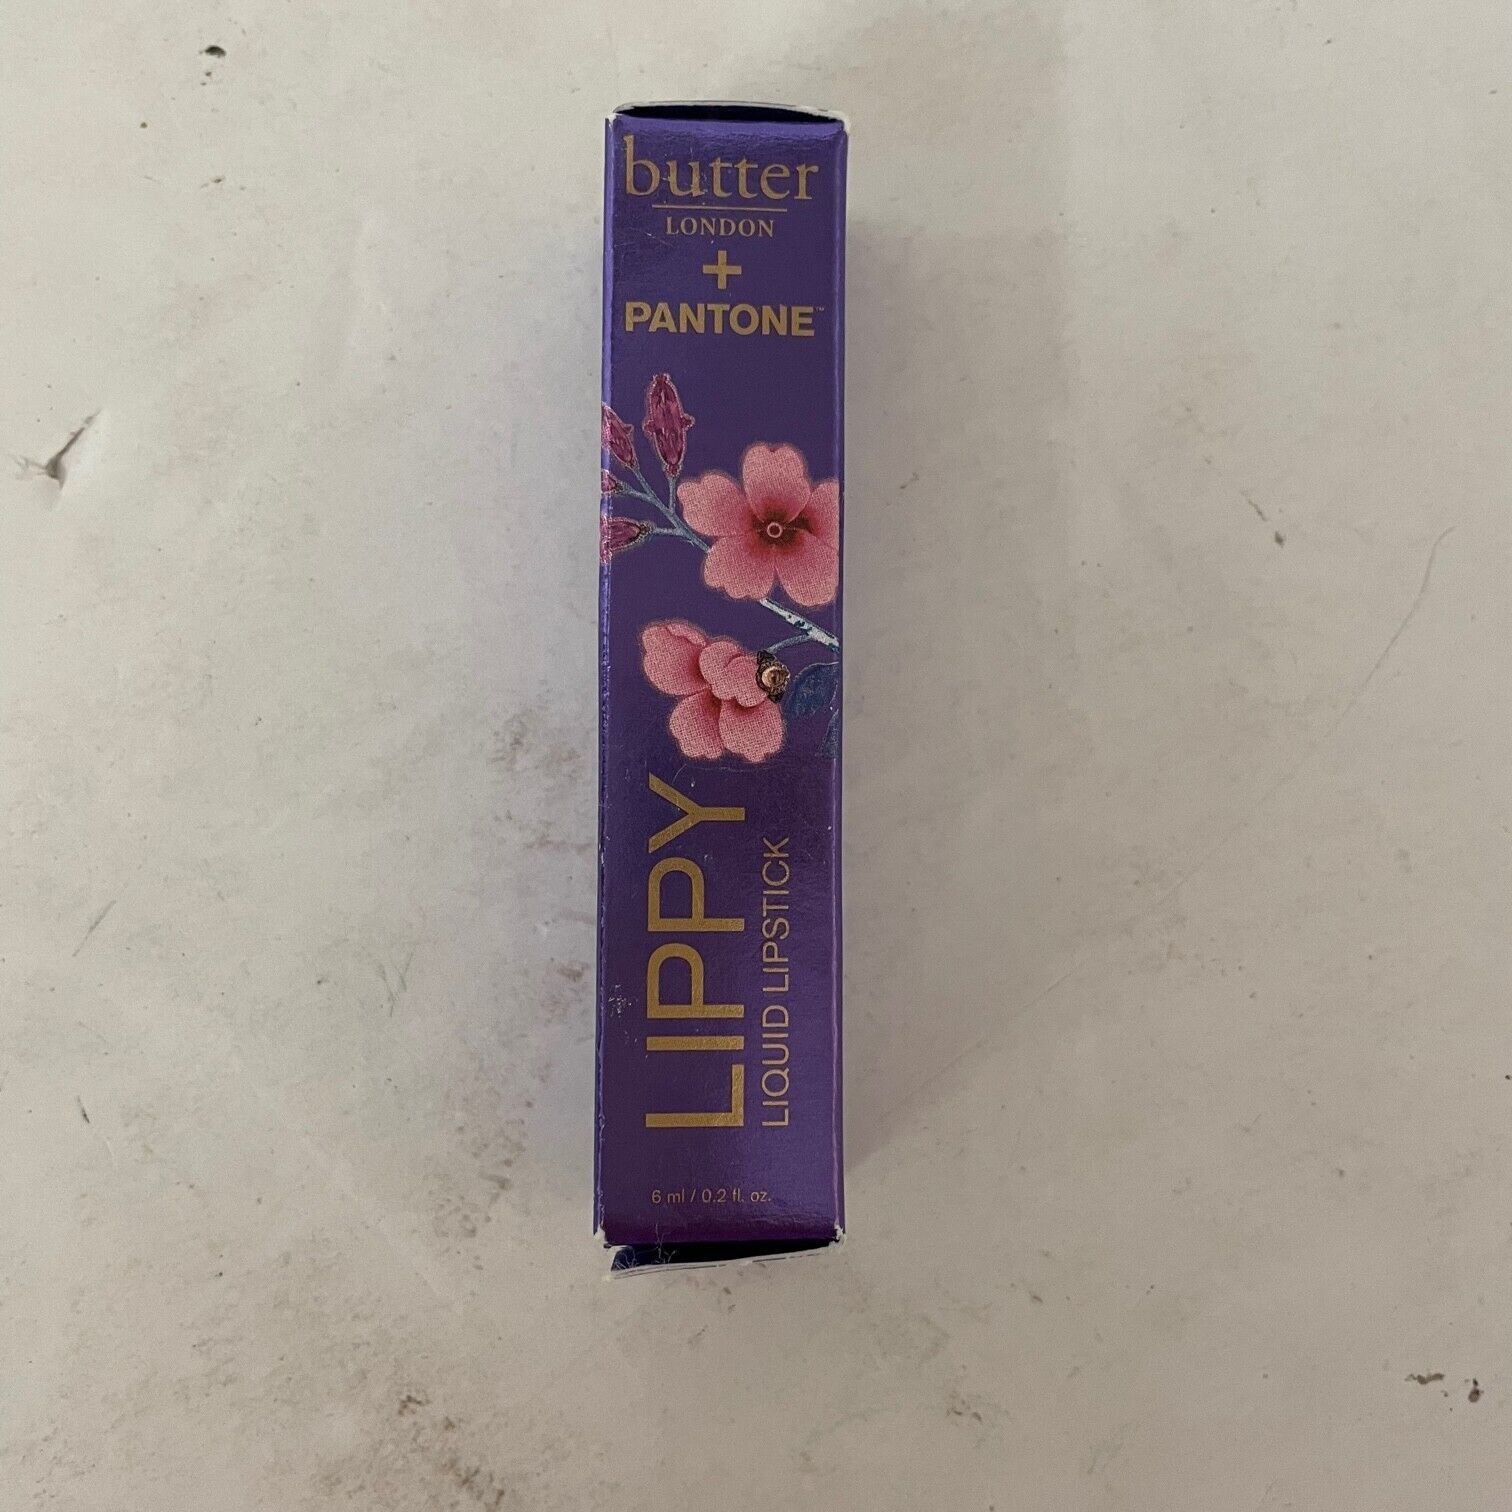 butter
LONDON
+
PANTONE™
LIPPY
LIQUID LIPSTICK
6 ml / 0.2 fl. oz.